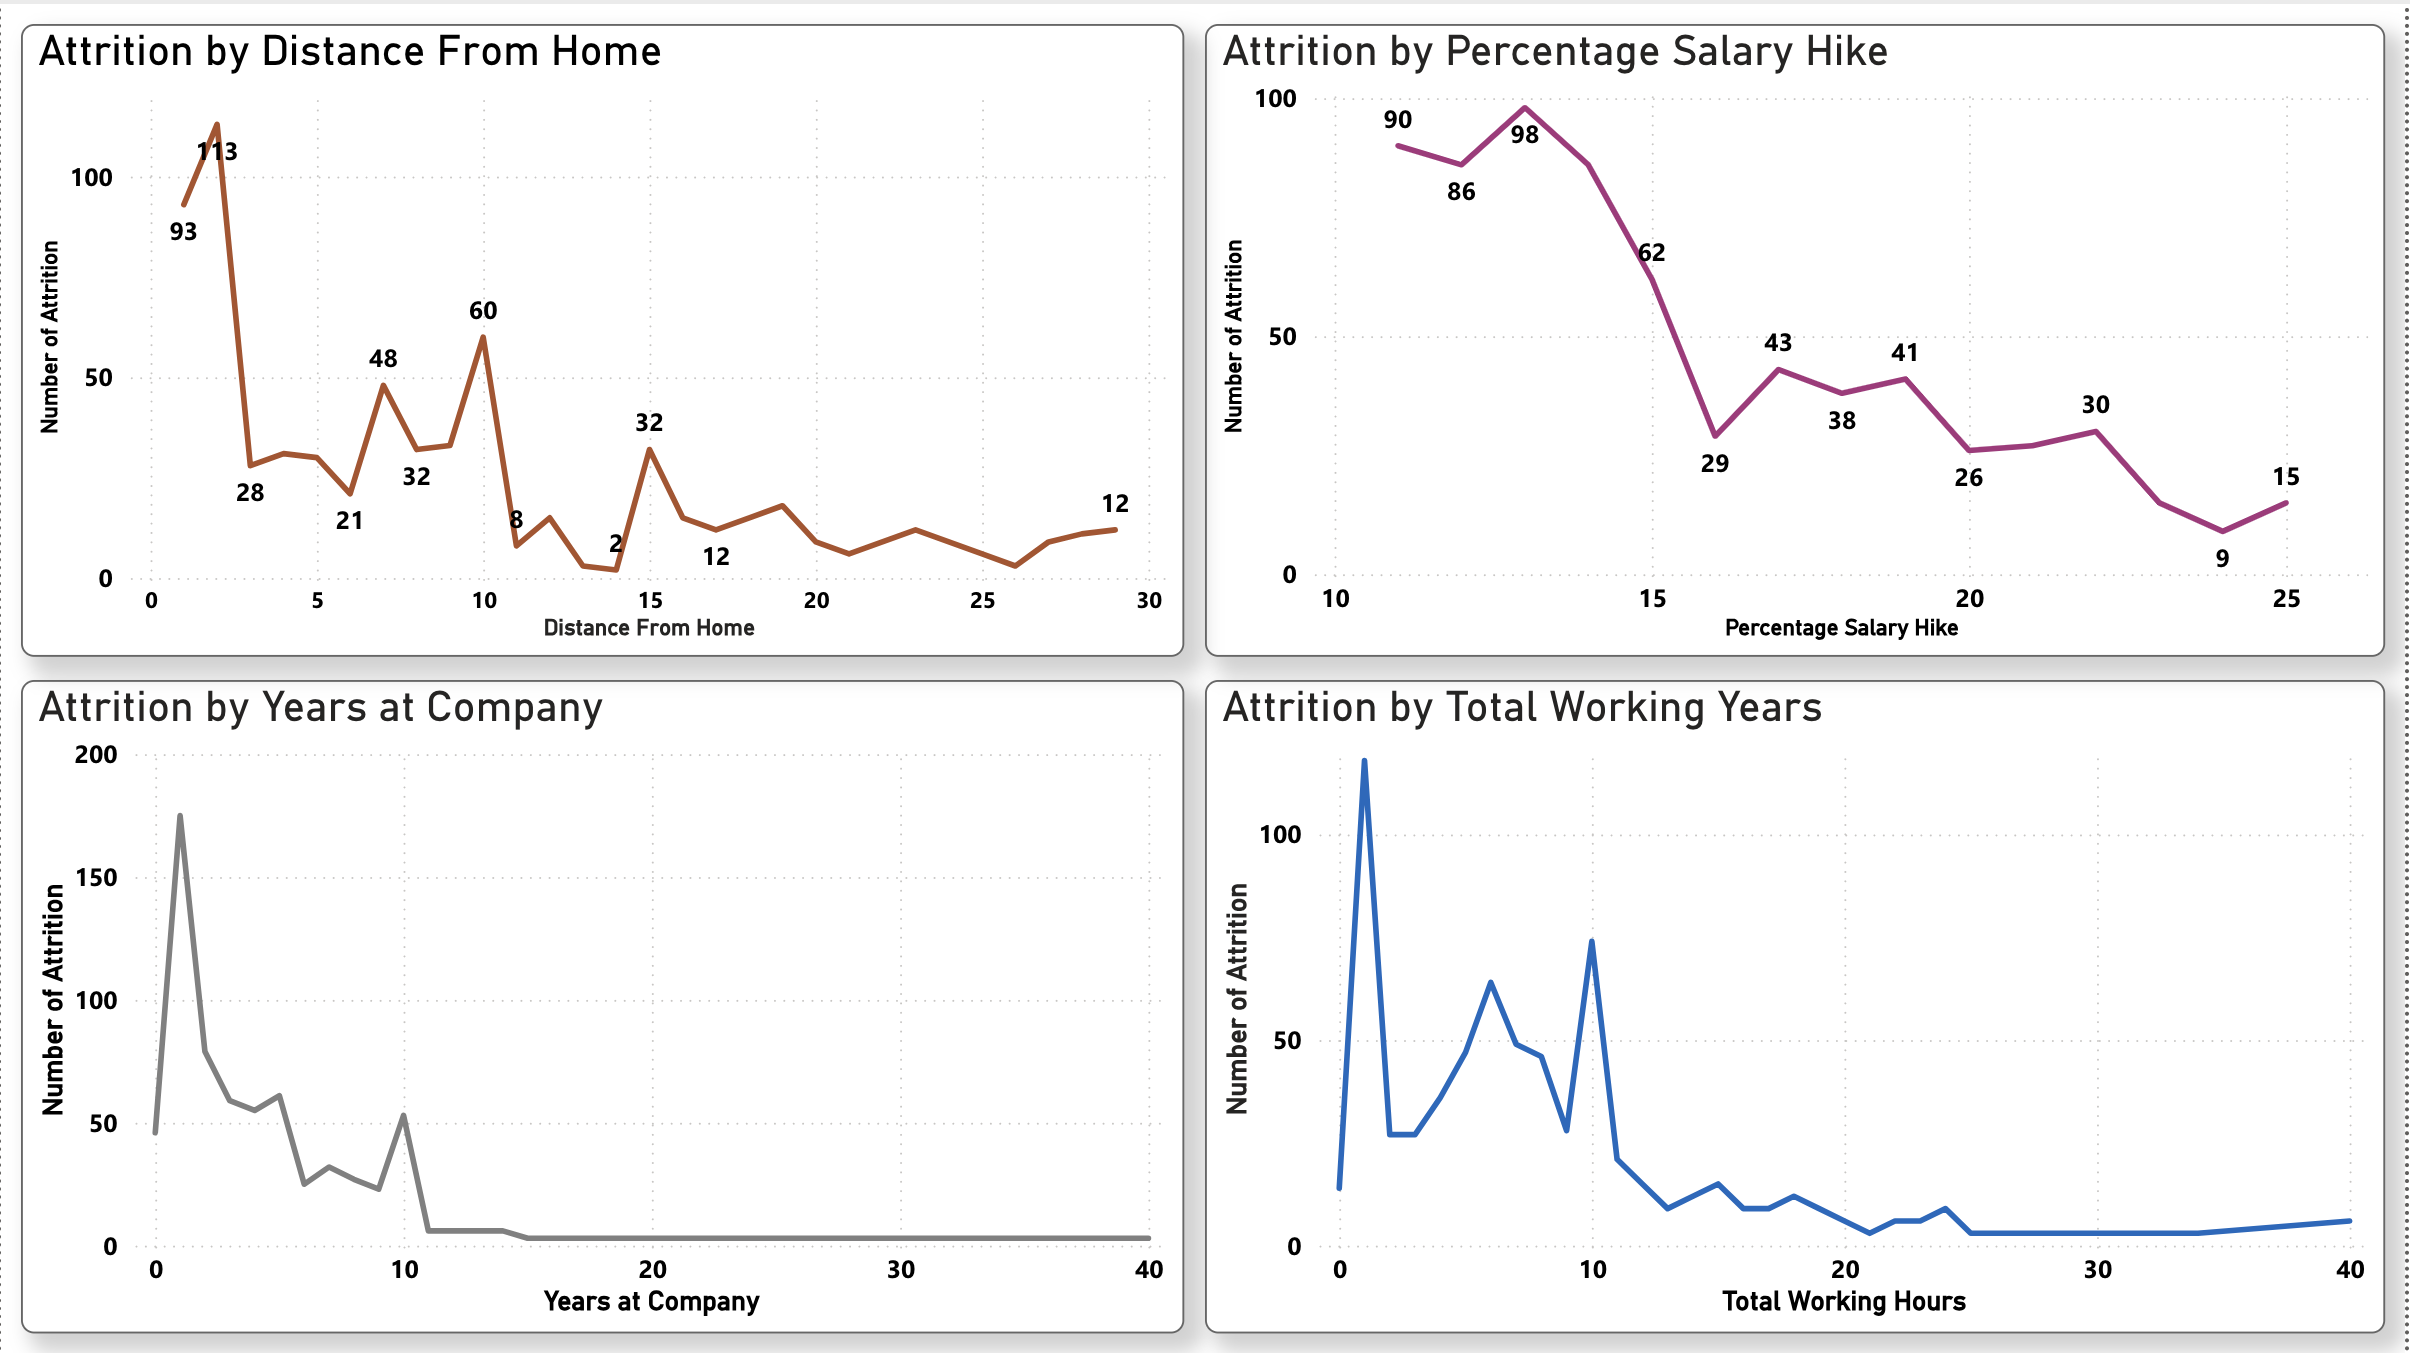 Attrition by Distance From Home
113
100
93
60
48
50
32
32
28
21
8
2
12
12
0
0 5 10 15 20 25 30
Distance From Home
Number of Attrition
Attrition by Percentage Salary Hike
100
90
98
86
62
50
43
41
38
30
29
26
15
9
0
10 15 20 25
Percentage Salary Hike
Number of Attrition
Attrition by Years at Company
200
150
100
50
0
0 10 20 30 40
Years at Company
Number of Attrition
Attrition by Total Working Years
100
50
0
0 10 20 30 40
Total Working Hours
Number of Attrition